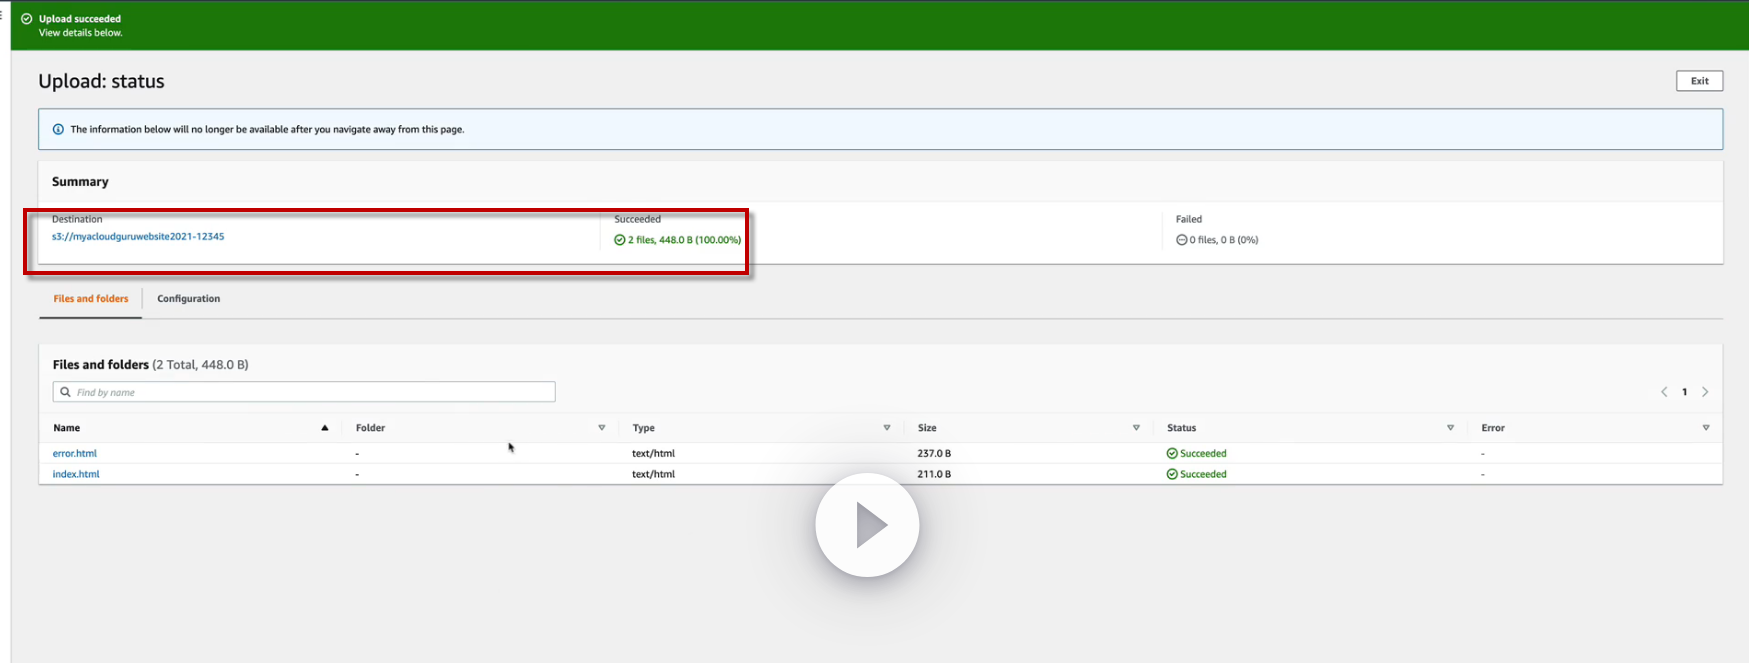 Upload succeeded
View details below.
Upload: status
Exit
The information below will no longer be available after you navigate away from this page.
Summary
Destination
s3://myacloudguruwebsite2021-12345
Succeeded
2 files, 448.0 B (100.00%)
Failed
0 files, 0 B (0%)
Files and folders
Configuration
Files and folders (2 Total, 448.0 B)
Find by name
1
Name Folder Type Size Status Error
error.html - text/html 237.0 B Succeeded -
index.html - text/html 211.0 B Succeeded -